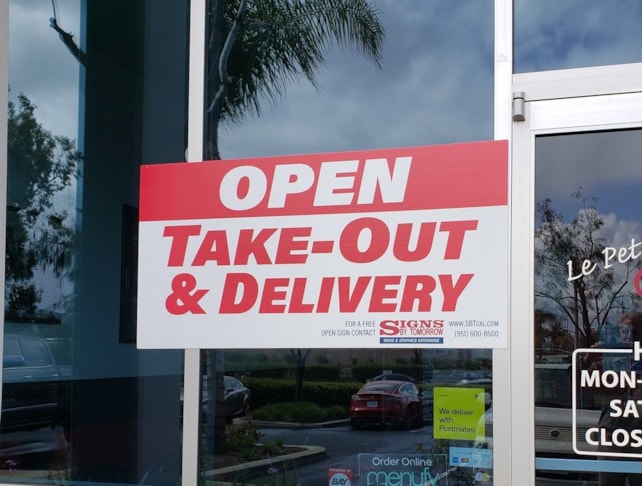 OPEN
TAKE-OUT
& DELIVERY
FOR A FREE
OPEN SIGN CONTACT
SIGNS
BY TOMORROW
SIGNS & GRAPHICS NATIONWIDE
WWW.SBTCAL.COM
(951) 600-8500
Le Pet
H
MON-
SAT
CLOS
We deliver
with
Postmates.
Order Online
menufy